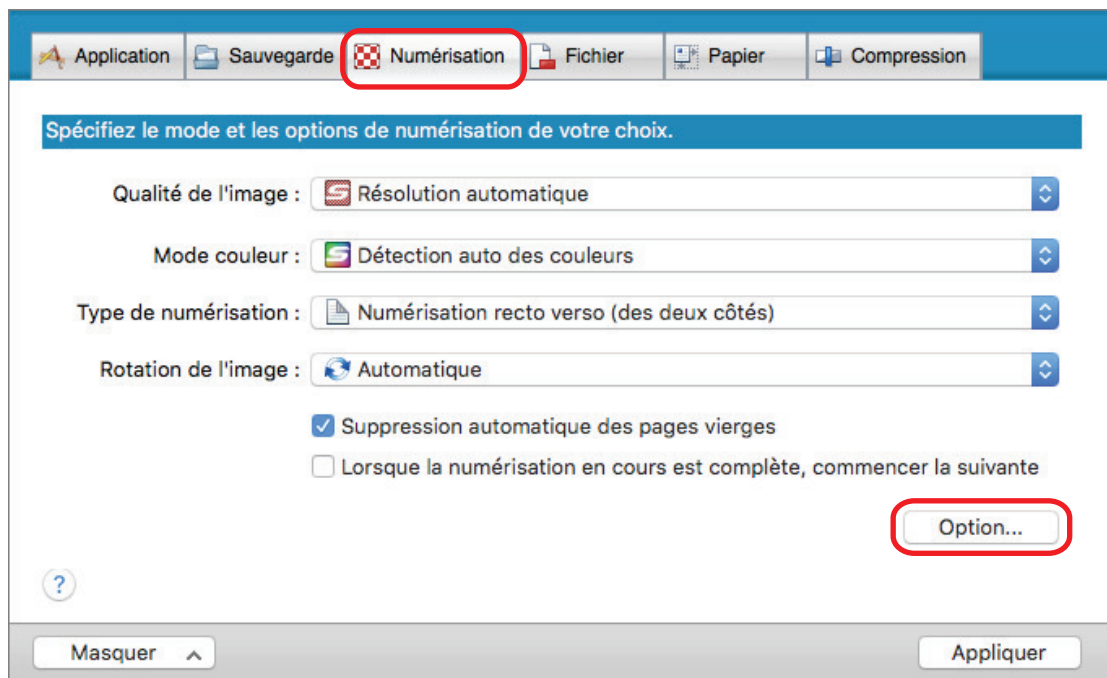 Application Sauvegarde Numérisation Fichier Papier Compression
Spécifiez le mode et les options de numérisation de votre choix.
Qualité de l'image : Résolution automatique
Mode couleur : Détection auto des couleurs
Type de numérisation : Numérisation recto verso (des deux côtés)
Rotation de l'image : Automatique
Suppression automatique des pages vierges
Lorsque la numérisation en cours est complète, commencer la suivante
Option...
?
Masquer Appliquer